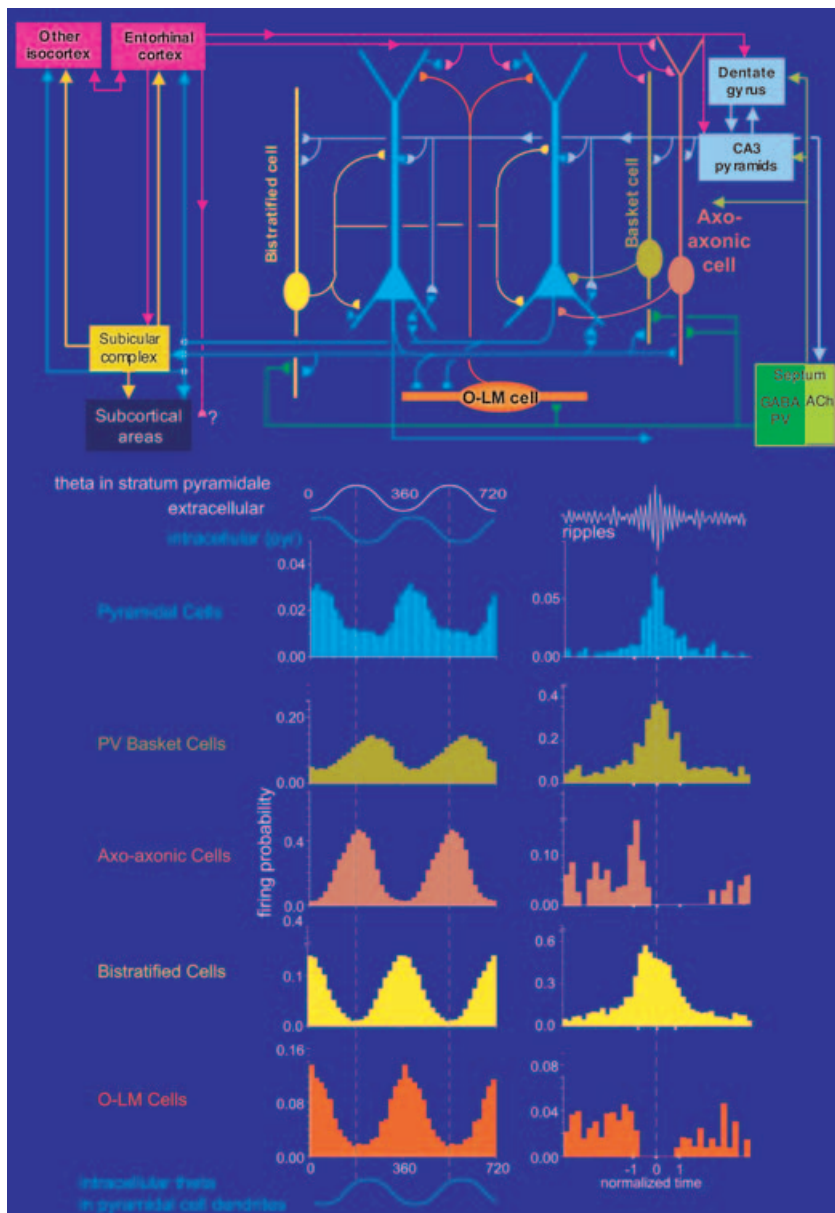 Other
isocortex
Entorhinal
cortex
Dentate
gyrus
CA3
pyramids
Bistratified cell
Basket cell
Axo-
axonic
cell
Subicular
complex
Subcortical
areas
?
O-LM cell
Septum
GABA
PV
ACh
theta in stratum pyramidale
extracellular
0
360
720
intracellular (pyr)
ripples
Pyramidal Cells
0.04
0.02
0.00
0.05
0.00
PV Basket Cells
0.20
0.00
0.4
0.2
0.0
firing probability
Axo-axonic Cells
0.4
0.0
0.10
0.00
Bistratified Cells
0.4
0.1
0.0
0.6
0.3
0.0
O-LM Cells
0.16
0.08
0.00
0.08
0.04
0.00
0
360
720
-1
0
1
normalized time
intracellular theta
in pyramidal cell dendrites